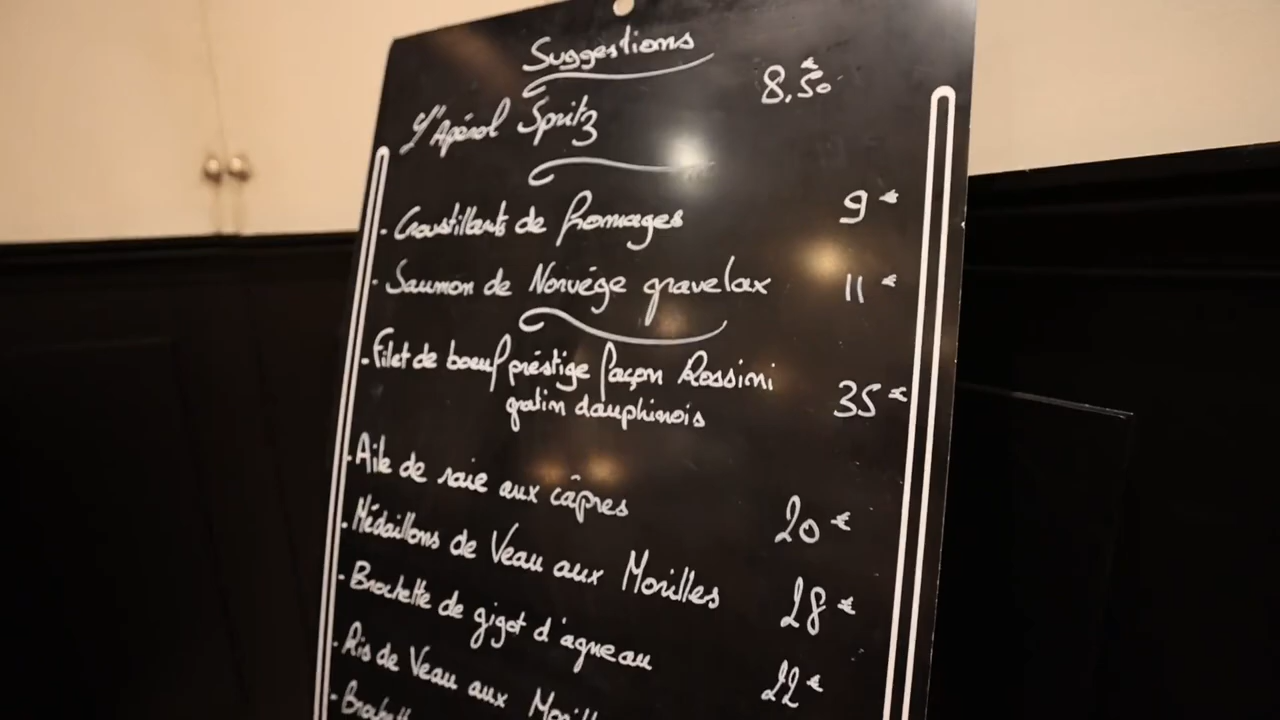 Suggestions
L'Apérol Spritz 8,50€
- Croustillants de fromages 9€
- Saumon de Norvège gravelax 11€
- Filet de boeuf préstige façon Rossini
gratin dauphinois 35€
- Aile de raie aux câpres 20€
- Médaillons de Veau aux Morilles 28€
- Brochette de gigot d'agneau 22€
- Ris de Veau aux